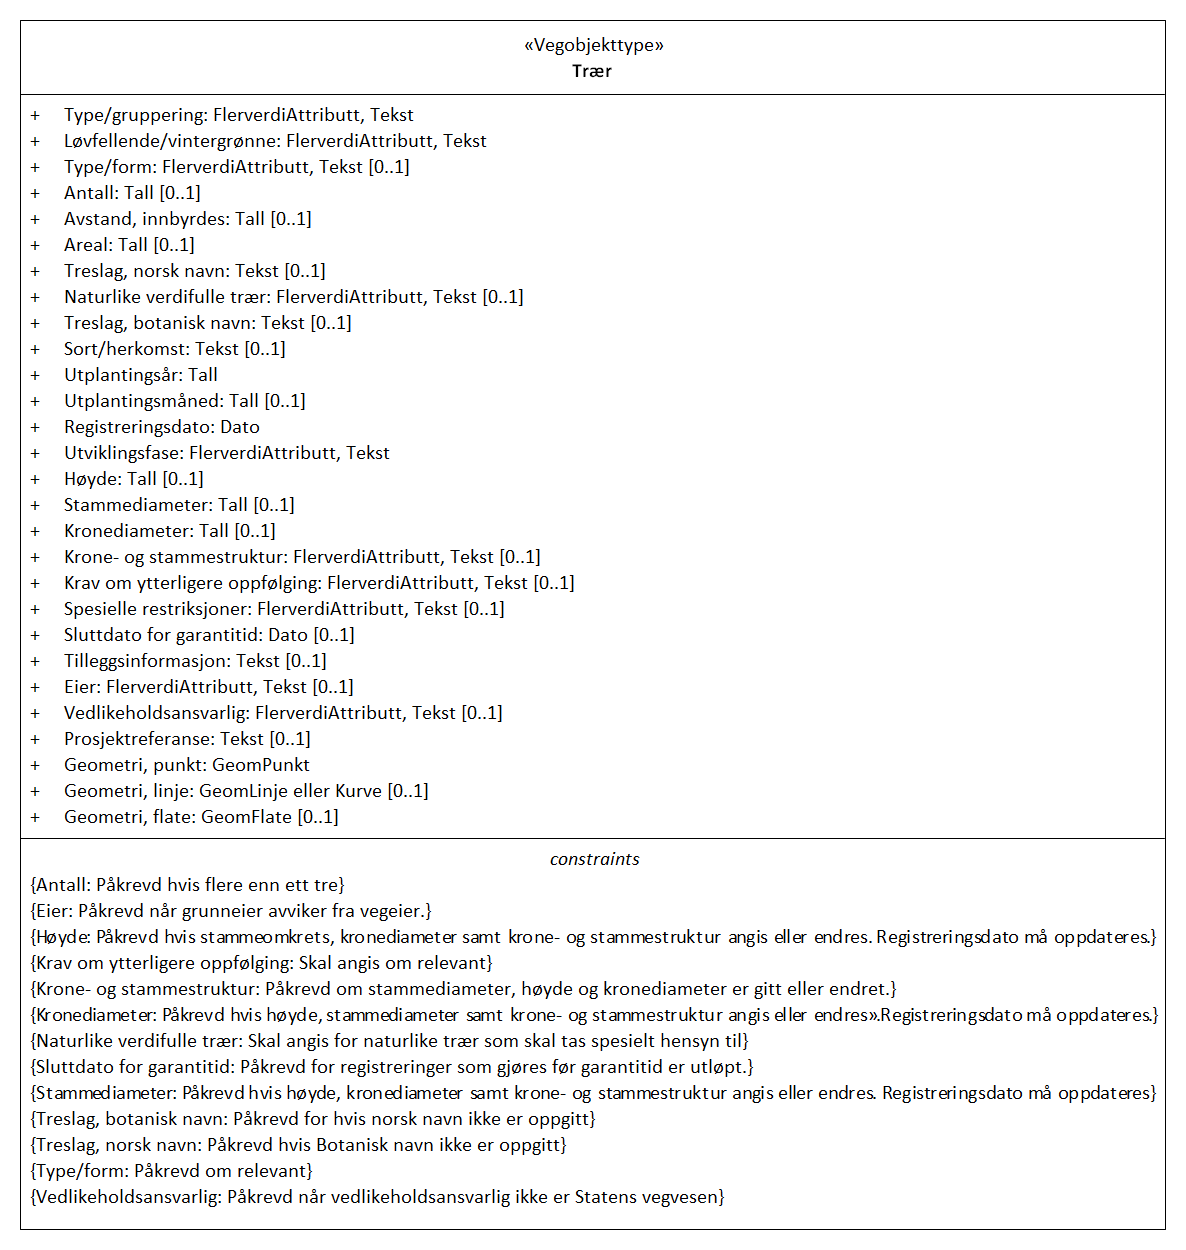 «Vegobjekttype»
Trær
+ Type/gruppering: FlerverdiAttributt, Tekst
+ Løvfellende/vintergrønne: FlerverdiAttributt, Tekst
+ Type/form: FlerverdiAttributt, Tekst [0..1]
+ Antall: Tall [0..1]
+ Avstand, innbyrdes: Tall [0..1]
+ Areal: Tall [0..1]
+ Treslag, norsk navn: Tekst [0..1]
+ Naturlike verdifulle trær: FlerverdiAttributt, Tekst [0..1]
+ Treslag, botanisk navn: Tekst [0..1]
+ Sort/herkomst: Tekst [0..1]
+ Utplantingsår: Tall
+ Utplantingsmåned: Tall [0..1]
+ Registreringsdato: Dato
+ Utviklingsfase: FlerverdiAttributt, Tekst
+ Høyde: Tall [0..1]
+ Stammediameter: Tall [0..1]
+ Kronediameter: Tall [0..1]
+ Krone- og stammestruktur: FlerverdiAttributt, Tekst [0..1]
+ Krav om ytterligere oppfølging: FlerverdiAttributt, Tekst [0..1]
+ Spesielle restriksjoner: FlerverdiAttributt, Tekst [0..1]
+ Sluttdato for garantitid: Dato [0..1]
+ Tilleggsinformasjon: Tekst [0..1]
+ Eier: FlerverdiAttributt, Tekst [0..1]
+ Vedlikeholdsansvarlig: FlerverdiAttributt, Tekst [0..1]
+ Prosjektreferanse: Tekst [0..1]
+ Geometri, punkt: GeomPunkt
+ Geometri, linje: GeomLinje eller Kurve [0..1]
+ Geometri, flate: GeomFlate [0..1]
constraints
{Antall: Påkrevd hvis flere enn ett tre}
{Eier: Påkrevd når grunneier avviker fra vegeier.}
{Høyde: Påkrevd hvis stammeomkrets, kronediameter samt krone- og stammestruktur angis eller endres. Registreringsdato må oppdateres.}
{Krav om ytterligere oppfølging: Skal angis om relevant}
{Krone- og stammestruktur: Påkrevd om stammediameter, høyde og kronediameter er gitt eller endret.}
{Kronediameter: Påkrevd hvis høyde, stammediameter samt krone- og stammestruktur angis eller endres».Registreringsdato må oppdateres.}
{Naturlike verdifulle trær: Skal angis for naturlike trær som skal tas spesielt hensyn til}
{Sluttdato for garantitid: Påkrevd for registreringer som gjøres før garantitid er utløpt.}
{Stammediameter: Påkrevd hvis høyde, kronediameter samt krone- og stammestruktur angis eller endres. Registreringsdato må oppdateres}
{Treslag, botanisk navn: Påkrevd for hvis norsk navn ikke er oppgitt}
{Treslag, norsk navn: Påkrevd hvis Botanisk navn ikke er oppgitt}
{Type/form: Påkrevd om relevant}
{Vedlikeholdsansvarlig: Påkrevd når vedlikeholdsansvarlig ikke er Statens vegvesen}